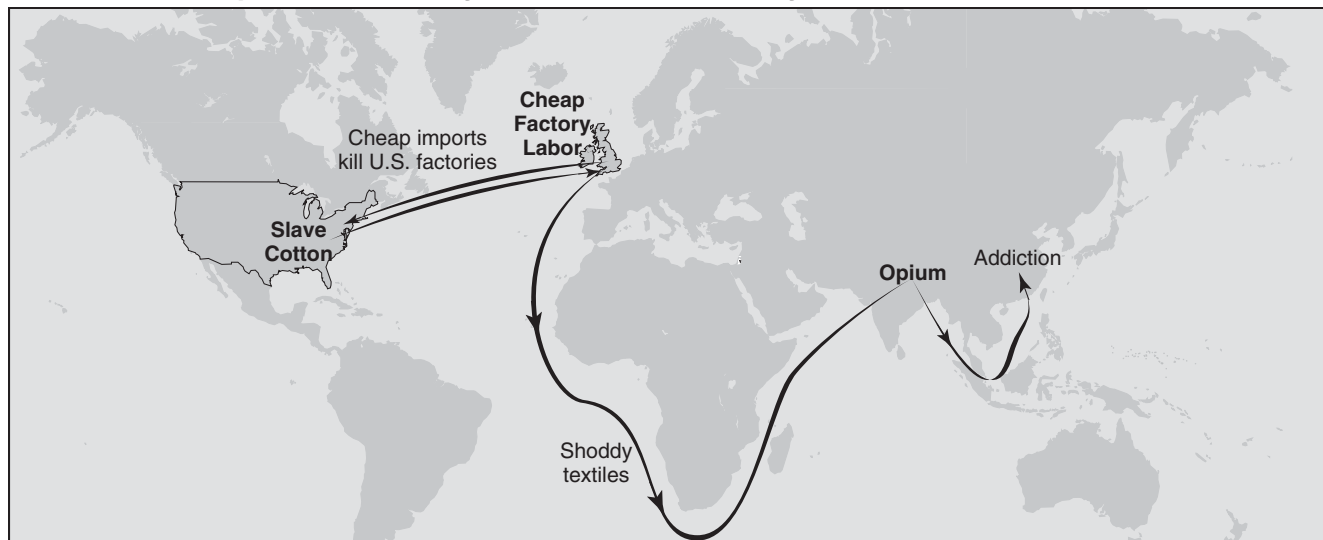 Cheap
Factory
Labor
Cheap imports
kill U.S. factories
Slave
Cotton
Opium
Addiction
Shoddy
textiles